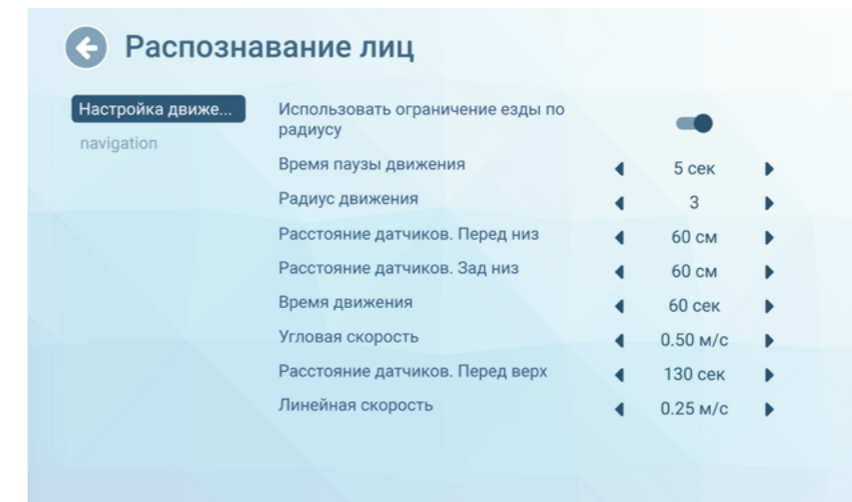 Распознавание лиц
Настройка движе...
navigation
Использовать ограничение езды по
радиусу
Время паузы движения
5 сек
Радиус движения
3
Расстояние датчиков. Перед низ
60 см
Расстояние датчиков. Зад низ
60 см
Время движения
60 сек
Угловая скорость
0.50 м/с
Расстояние датчиков. Перед верх
130 сек
Линейная скорость
0.25 м/с